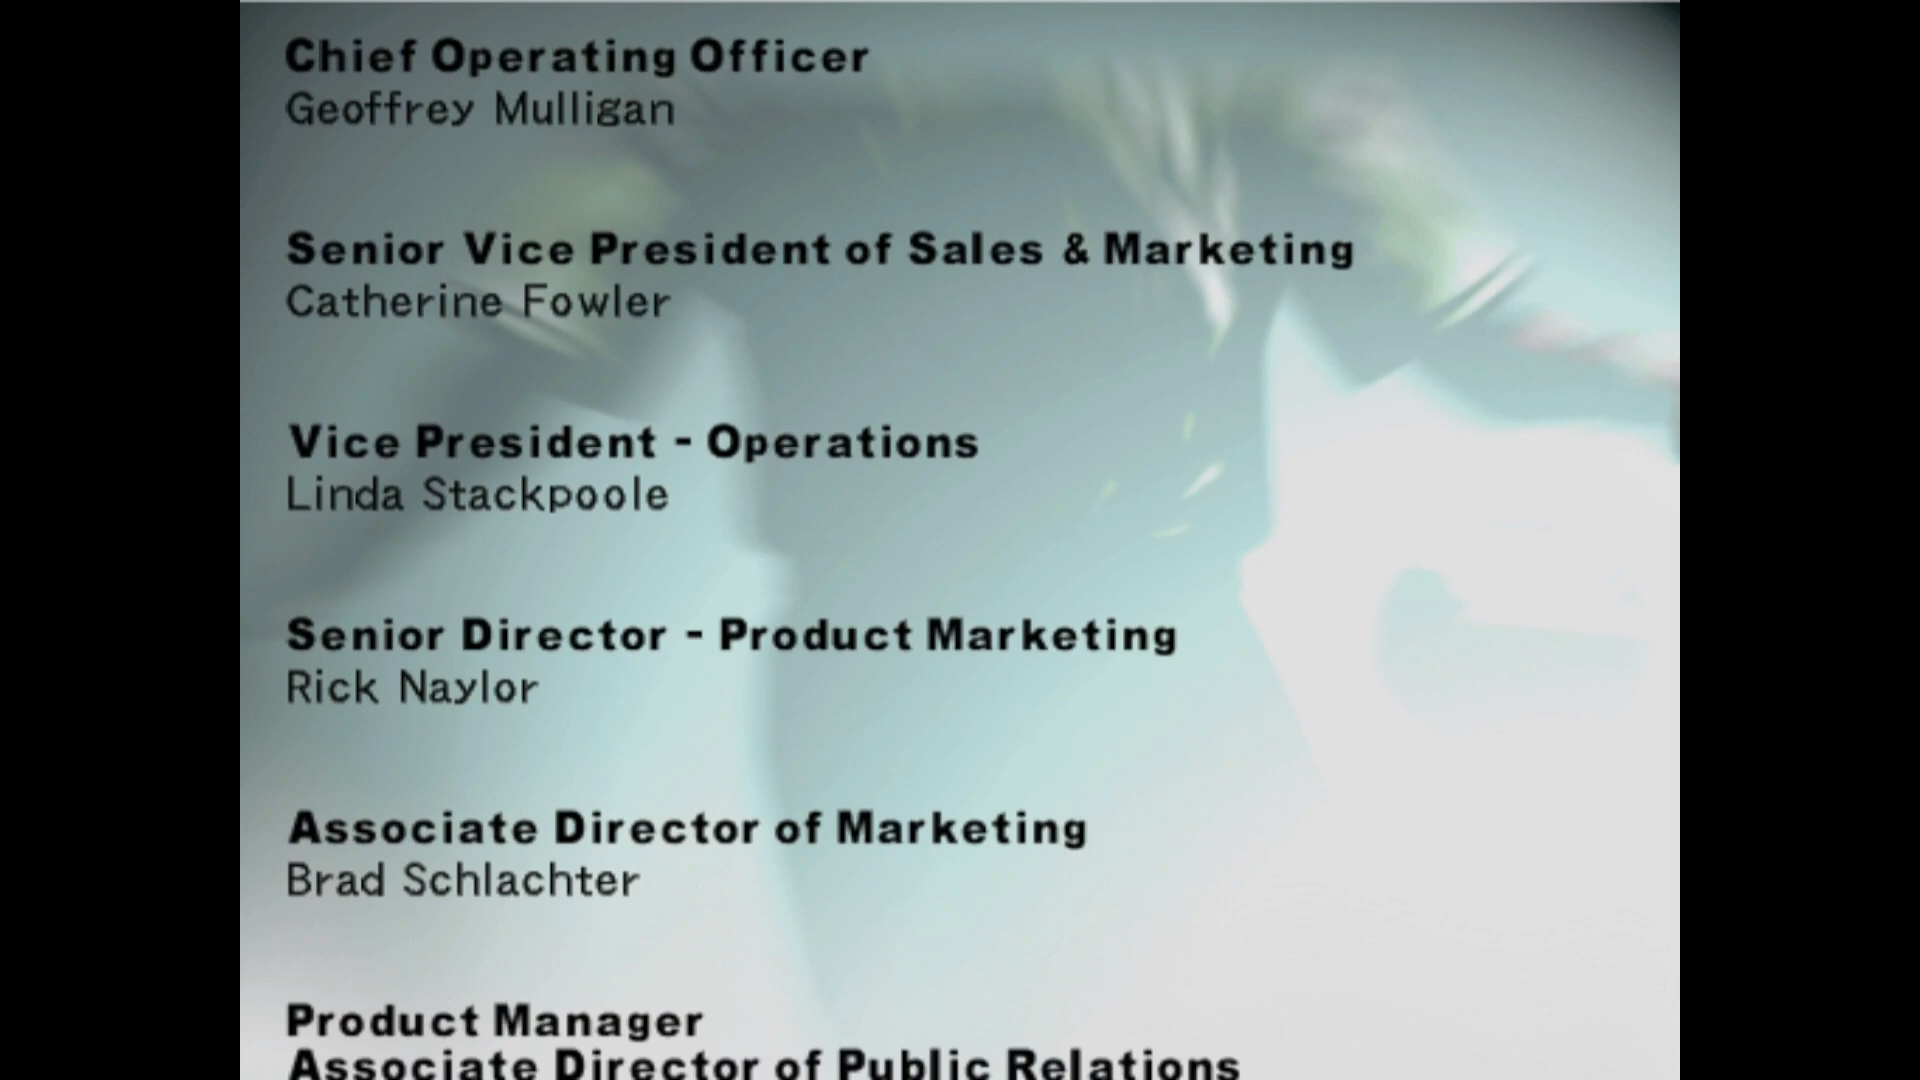 Chief Operating Officer
Geoffrey Mulligan
Senior Vice President of Sales & Marketing
Catherine Fowler
Vice President - Operations
Linda Stackpoole
Senior Director - Product Marketing
Rick Naylor
Associate Director of Marketing
Brad Schlachter
Product Manager
Associate Director of Public Relations